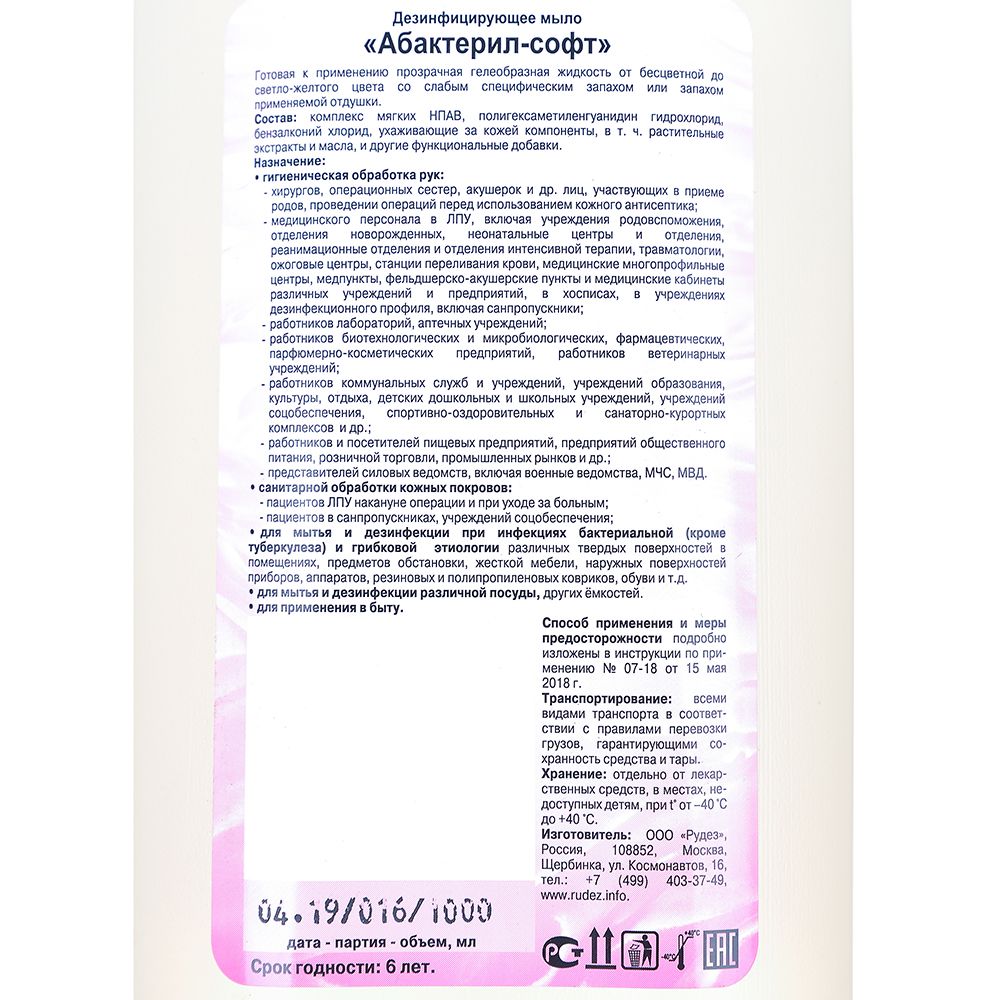 Дезинфицирующее мыло
«Абактерил-софт»
Готовая к применению прозрачная гелеобразная жидкость от бесцветной до
светло-желтого цвета со слабым специфическим запахом или запахом
применяемой отдушки.
Состав: комплекс мягких НПАВ, полигексаметиленгуанидин гидрохлорид,
бензалконий хлорид, ухаживающие за кожей компоненты, в т. ч. растительные
экстракты и масла, и другие функциональные добавки.
Назначение:
• гигиеническая обработка рук:
- хирургов, операционных сестер, акушерок и др. лиц, участвующих в приеме
родов, проведении операций перед использованием кожного антисептика;
- медицинского персонала в ЛПУ, включая учреждения родовспоможения,
отделения новорожденных, неонатальные центры и отделения,
реанимационные отделения и отделения интенсивной терапии, травматологии,
ожоговые центры, станции переливания крови, медицинские многопрофильные
центры, медпункты, фельдшерско-акушерские пункты и медицинские кабинеты
различных учреждений и предприятий, в хосписах, в учреждениях
дезинфекционного профиля, включая санпропускники;
- работников лабораторий, аптечных учреждений;
- работников биотехнологических и микробиологических, фармацевтических,
парфюмерно-косметических предприятий, работников ветеринарных
учреждений;
- работников коммунальных служб и учреждений, учреждений образования,
культуры, отдыха, детских дошкольных и школьных учреждений, учреждений
соцобеспечения, спортивно-оздоровительных и санаторно-курортных
комплексов и др.;
- работников и посетителей пищевых предприятий, предприятий общественного
питания, розничной торговли, промышленных рынков и др.;
- представителей силовых ведомств, включая военные ведомства, МЧС, МВД.
• санитарной обработки кожных покровов:
- пациентов ЛПУ накануне операции и при уходе за больным;
- пациентов в санпропускниках, учреждений соцобеспечения;
• для мытья и дезинфекции при инфекциях бактериальной (кроме
туберкулеза) и грибковой этиологии различных твердых поверхностей в
помещениях, предметов обстановки, жесткой мебели, наружных поверхностей
приборов, аппаратов, резиновых и полипропиленовых ковриков, обуви и т.д.
• для мытья и дезинфекции различной посуды, других ёмкостей.
• для применения в быту.
Способ применения и меры
предосторожности подробно
изложены в инструкции по при-
менению № 07-18 от 15 мая
2018 г.
Транспортирование: всеми
видами транспорта в соответ-
ствии с правилами перевозки
грузов, гарантирующими со-
хранность средства и тары.
Хранение: отдельно от лекар-
ственных средств, в местах, не-
доступных детям, при t° от –40 °С
до +40 °С.
Изготовитель: ООО «Рудез»,
Россия, 108852, Москва,
Щербинка, ул. Космонавтов, 16,
тел.: +7 (499) 403-37-49,
www.rudez.info.
04.19/016/1000
дата - партия - объем, мл
Срок годности: 6 лет.
РСТ
-40°C +40°C
EAC